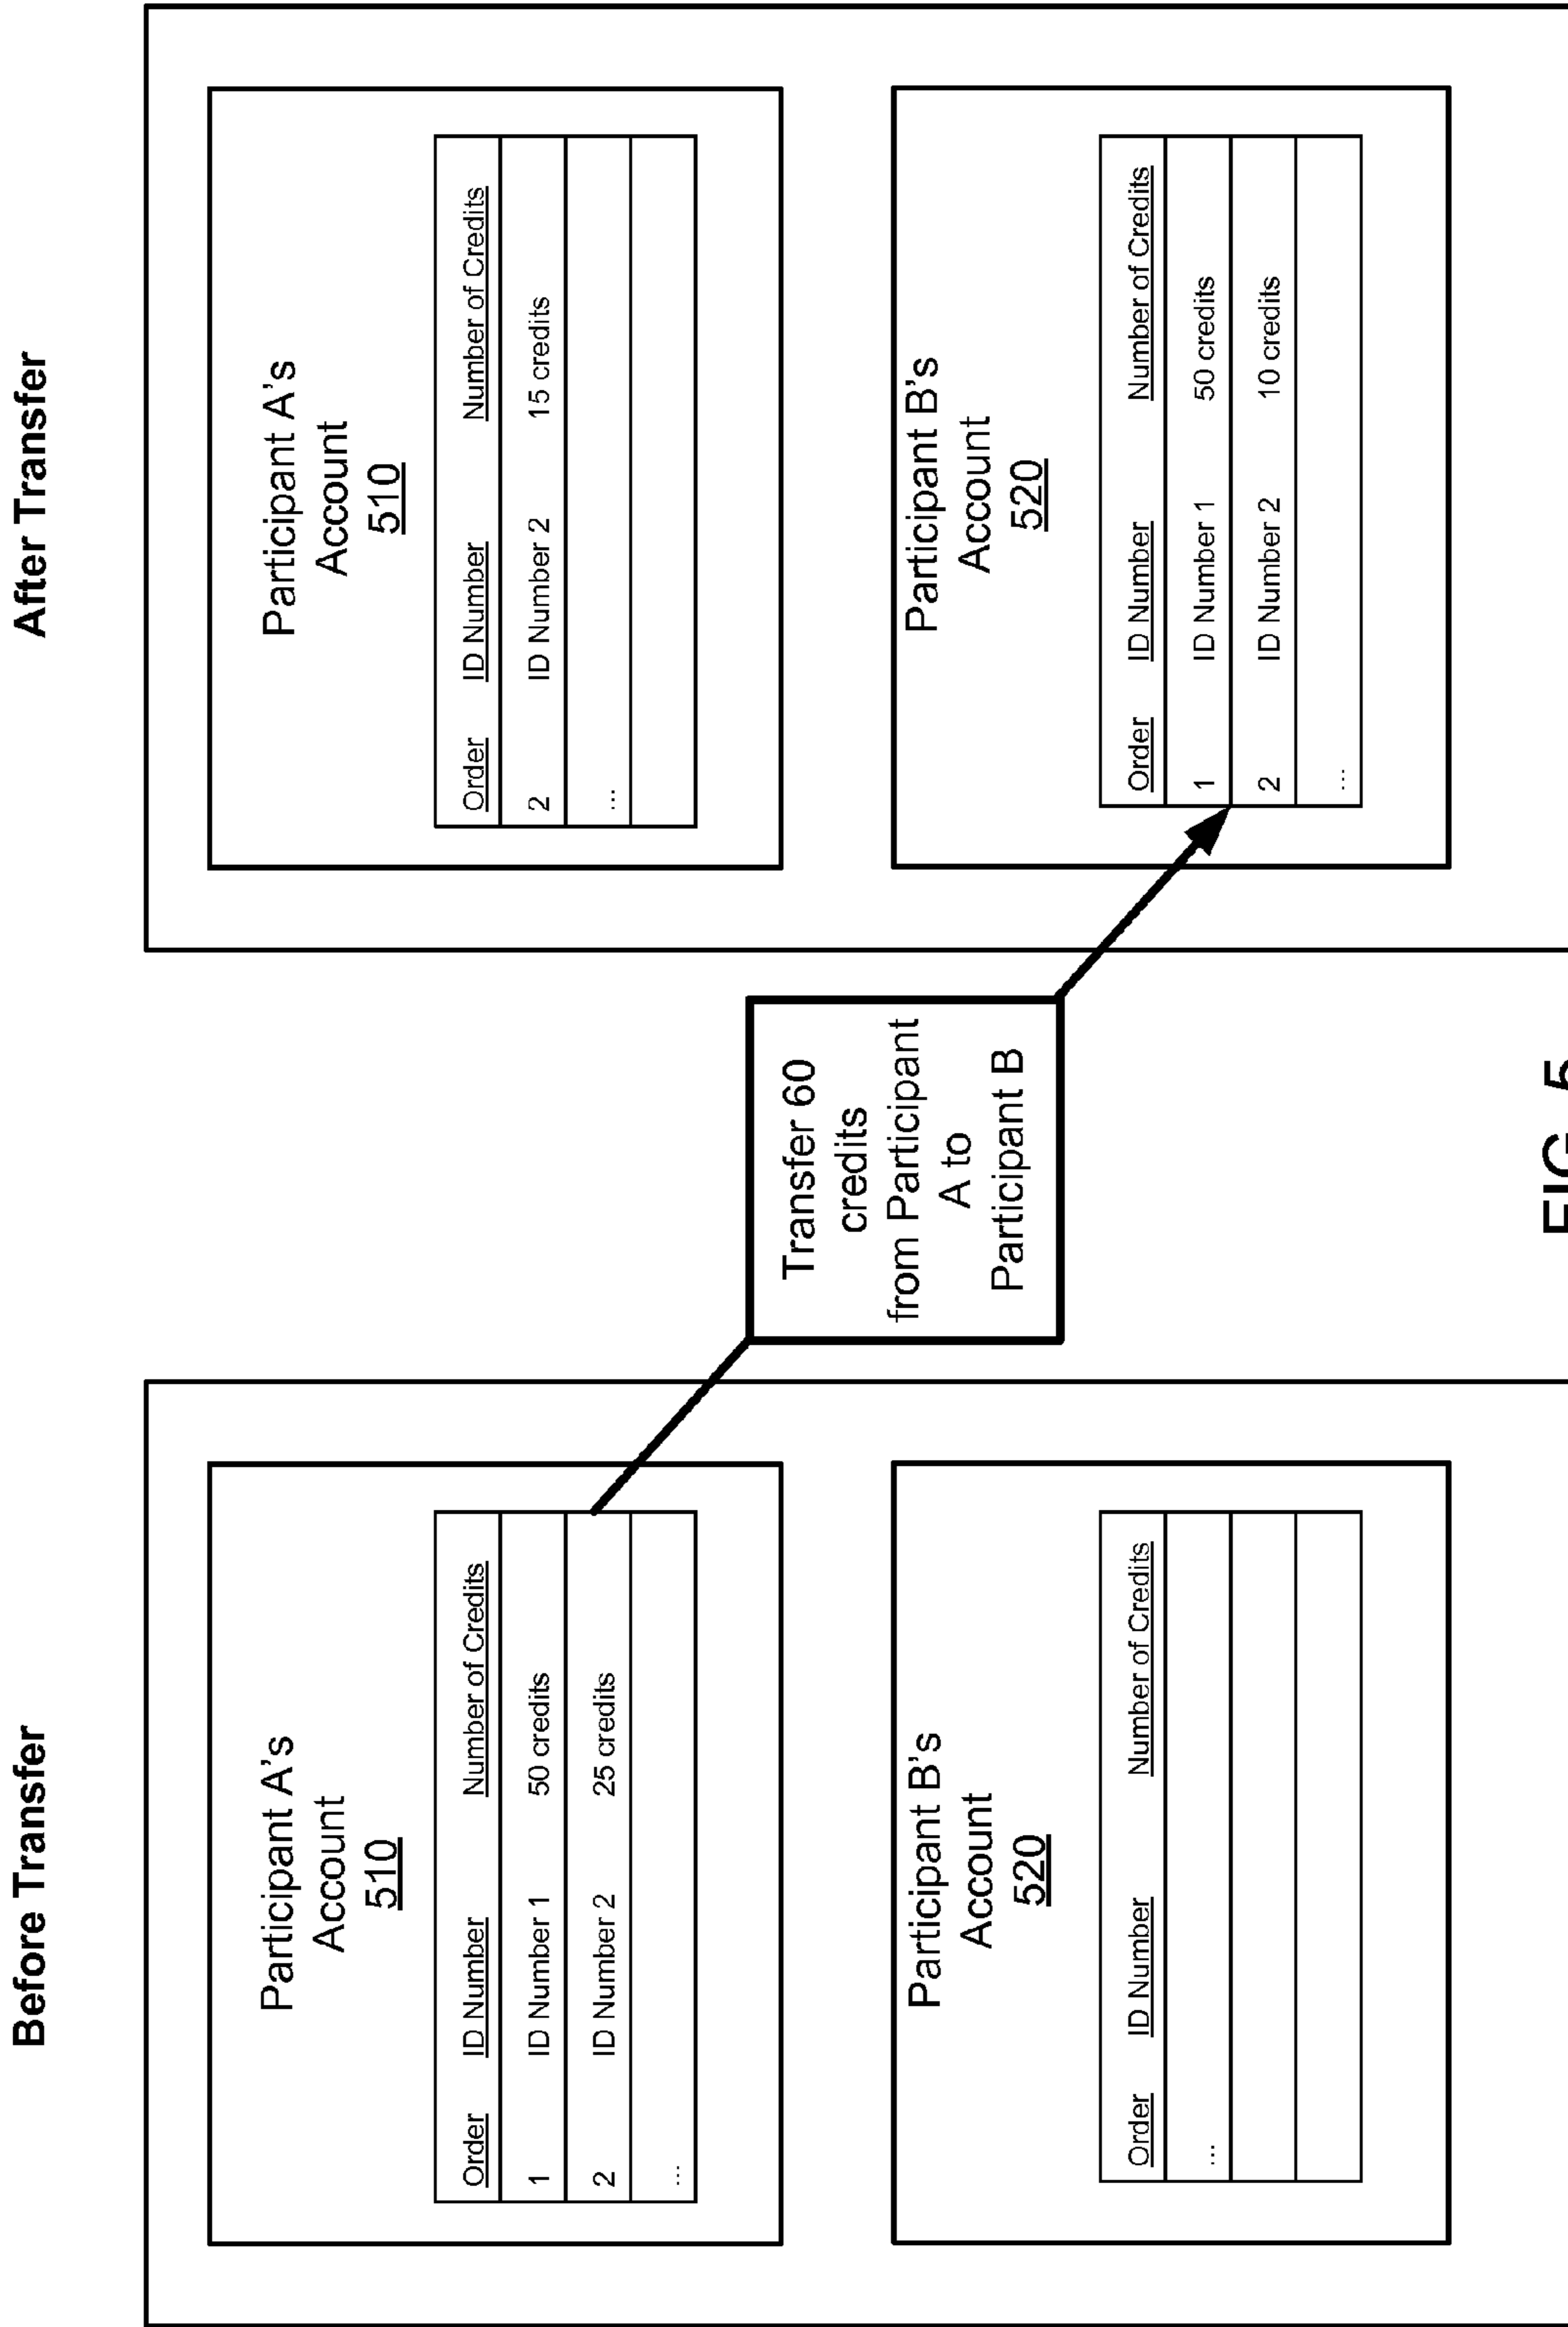 Before Transfer
Participant A's
Account
510
Order ID Number Number of Credits
1 ID Number 1 50 credits
2 ID Number 2 25 credits
...
Participant B's
Account
520
Order ID Number Number of Credits
...
Transfer 60
credits
from Participant
A to
Participant B
After Transfer
Participant A's
Account
510
Order ID Number Number of Credits
2 ID Number 2 15 credits
...
Participant B's
Account
520
Order ID Number Number of Credits
1 ID Number 1 50 credits
2 ID Number 2 10 credits
...
FIG. 5